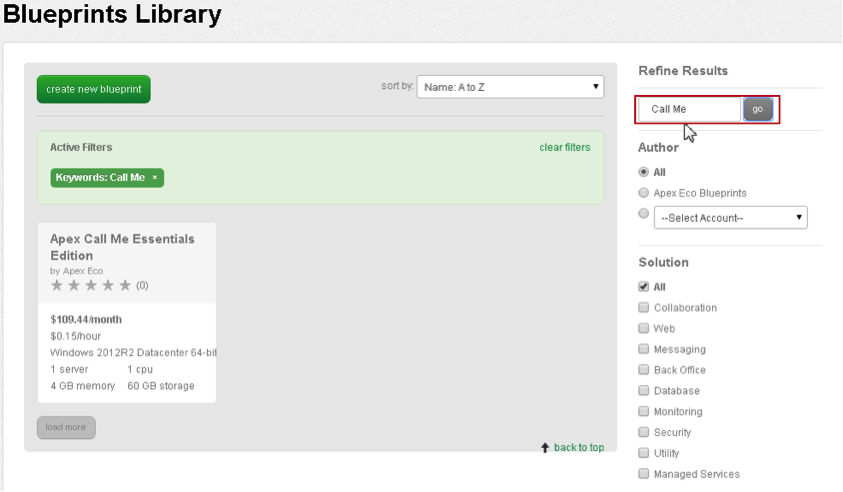 Blueprints Library
create new blueprint
sort by: Name: A to Z
Active Filters
clear filters
Keywords: Call Me ×
Apex Call Me Essentials
Edition
by Apex Eco
(0)
$109.44/month
$0.15/hour
Windows 2012R2 Datacenter 64-bit
1 server 1 cpu
4 GB memory 60 GB storage
load more
back to top
Refine Results
Call Me go
Author
All
Apex Eco Blueprints
--Select Account--
Solution
All
Collaboration
Web
Messaging
Back Office
Database
Monitoring
Security
Utility
Managed Services